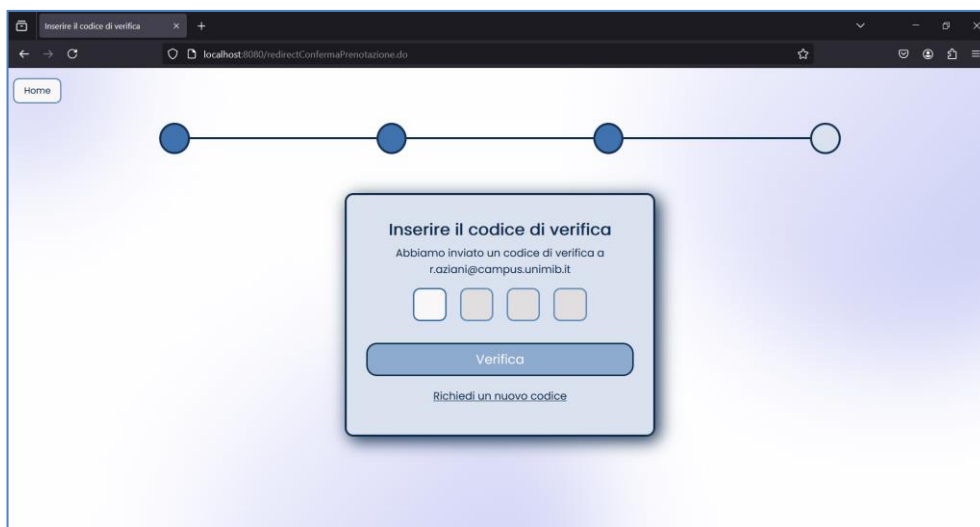 Inserire il codice di verifica
localhost:8080/redirectConfermaPrenotazione.do
Home
Inserire il codice di verifica
Abbiamo inviato un codice di verifica a
r.aziani@campus.unimib.it
Verifica
Richiedi un nuovo codice